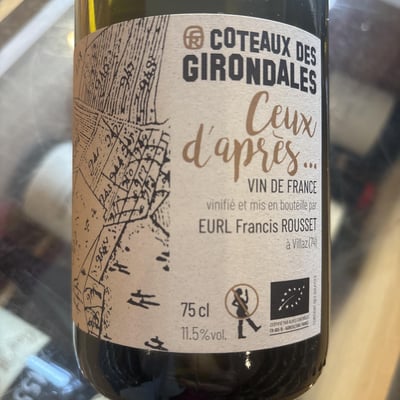 COTEAUX DES
GIRONDALES
Ceux
d'après...
VIN DE FRANCE
vinifié et mis en bouteille par
EURL Francis ROUSSET
à Villaz (74)
75 cl
11.5% vol.